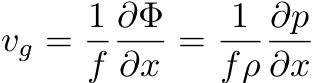 v_g = \frac{1}{f} \frac{\partial \Phi}{\partial x} = \frac{1}{f\rho} \frac{\partial p}{\partial x}